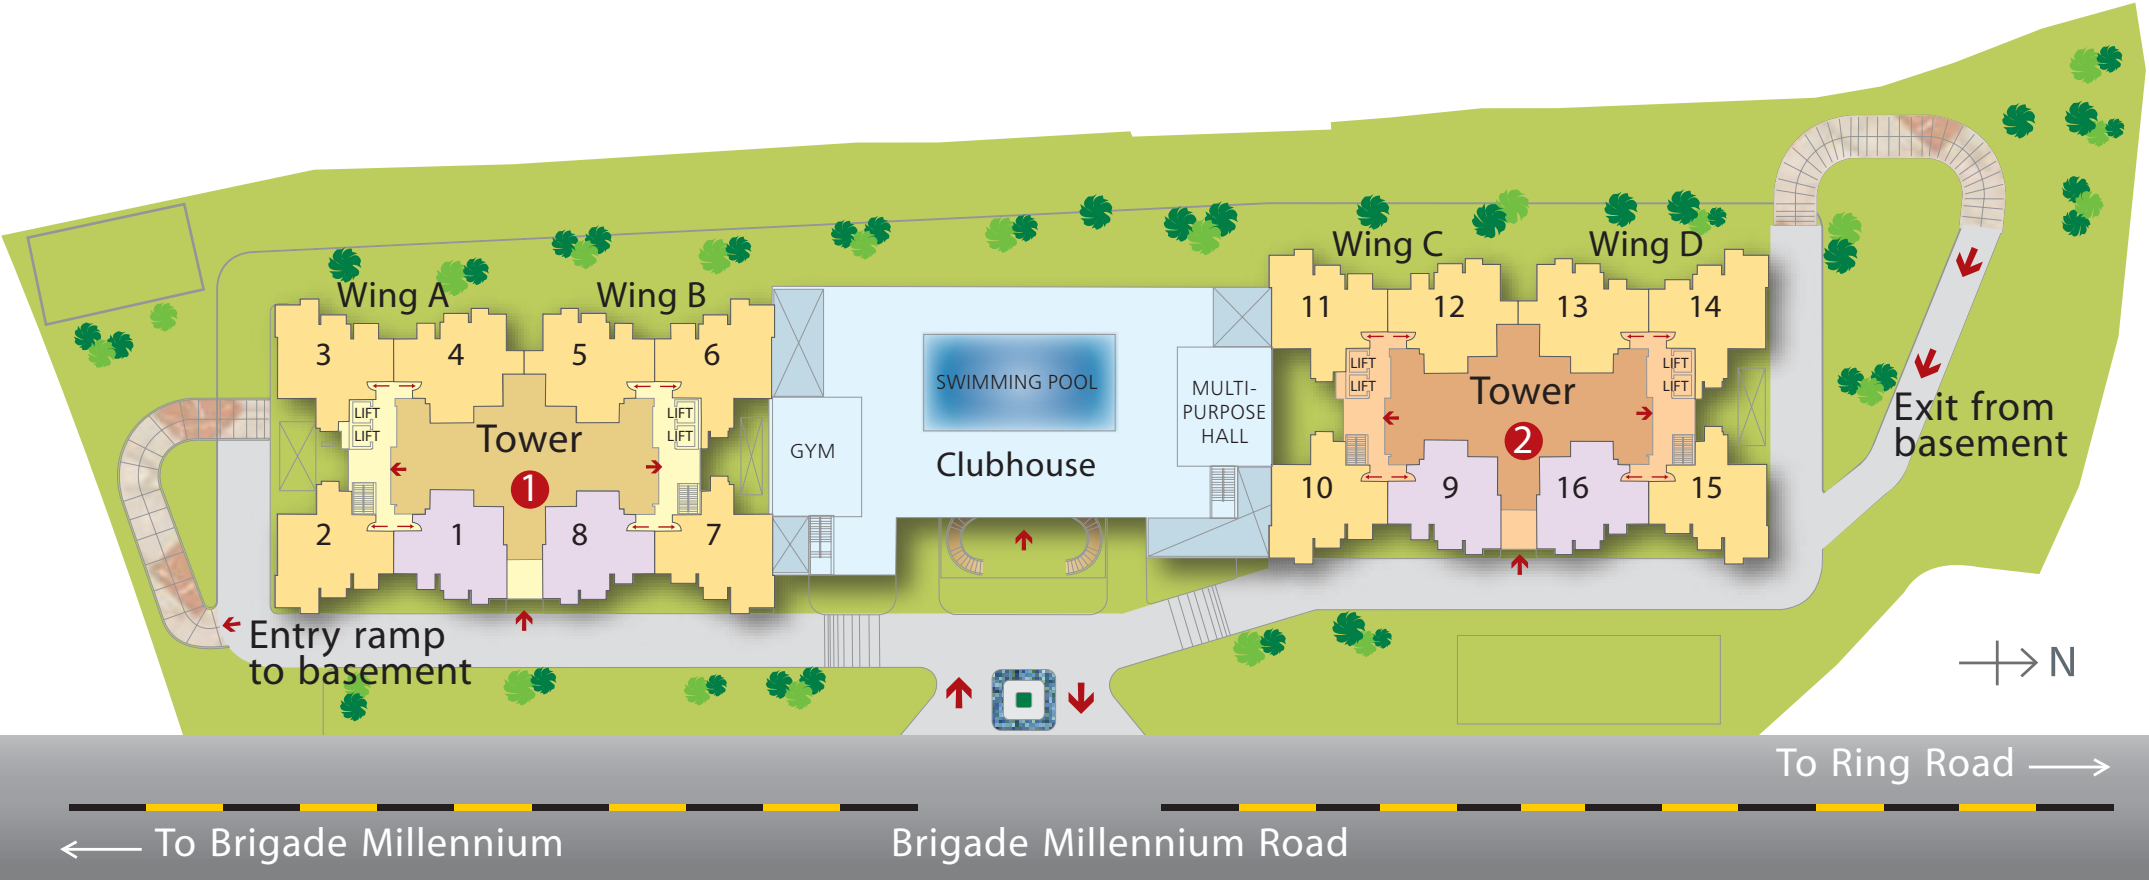 Wing A
Wing B
Wing C
Wing D
3
4
5
6
LIFT
LIFT
LIFT
LIFT
Tower
1
2
1
8
7
GYM
SWIMMING POOL
Clubhouse
MULTI-
PURPOSE
HALL
11
12
13
14
LIFT
LIFT
LIFT
LIFT
Tower
2
10
9
16
15
Exit from
basement
Entry ramp
to basement
N
To Ring Road
To Brigade Millennium
Brigade Millennium Road